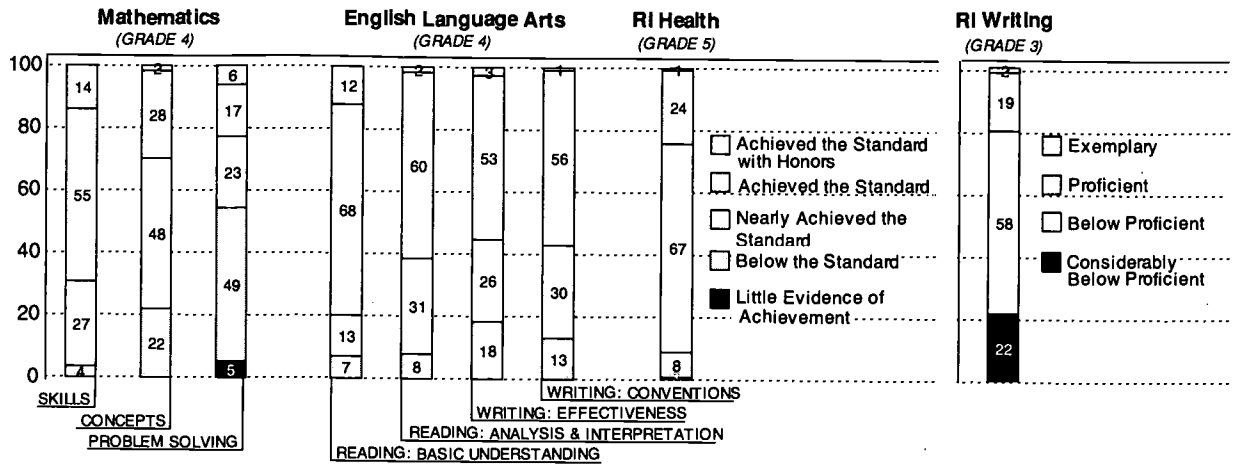 Mathematics
(GRADE 4)
English Language Arts
(GRADE 4)
RI Health
(GRADE 5)
RI Writing
(GRADE 3)
100
80
60
40
20
0
14
55
27
4
2
28
48
22
6
17
23
49
5
12
68
13
7
2
60
31
8
3
53
26
18
1
56
30
13
1
24
67
8
Achieved the Standard
with Honors
Achieved the Standard
Nearly Achieved the
Standard
Below the Standard
Little Evidence of
Achievement
2
19
58
22
Exemplary
Proficient
Below Proficient
Considerably
Below Proficient
SKILLS
CONCEPTS
PROBLEM SOLVING
WRITING: CONVENTIONS
WRITING: EFFECTIVENESS
READING: ANALYSIS & INTERPRETATION
READING: BASIC UNDERSTANDING